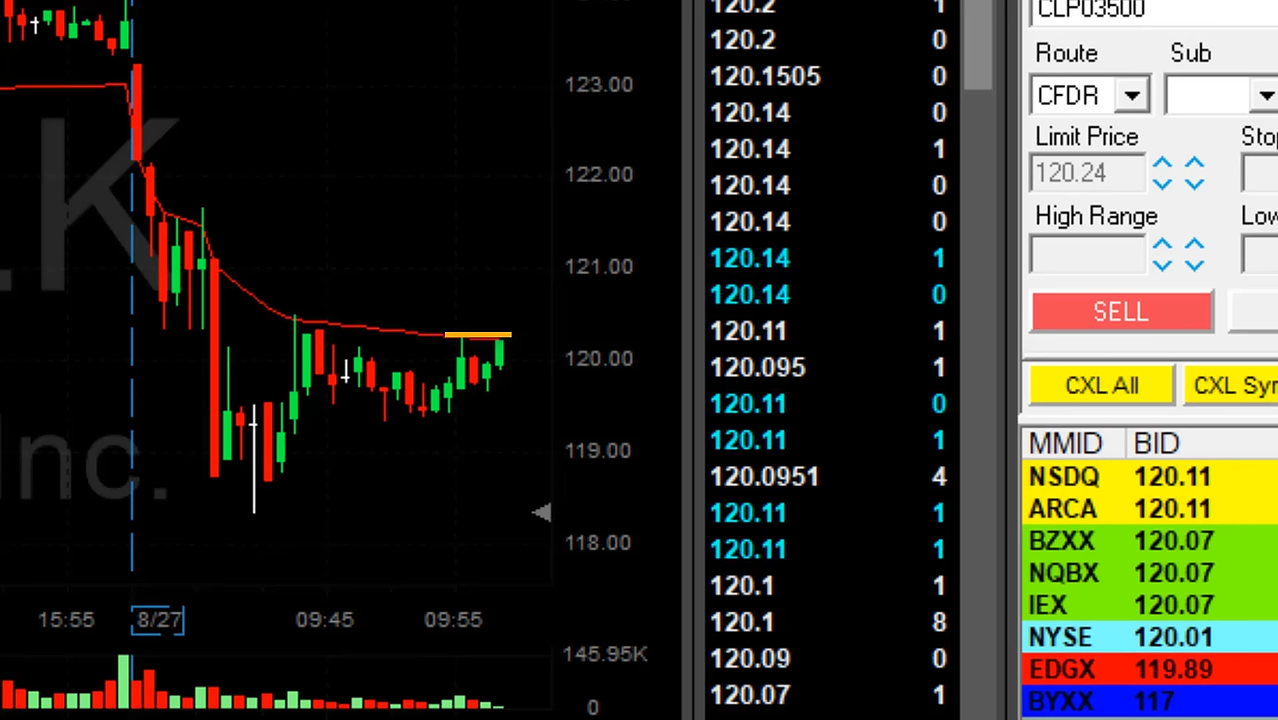 .K
Inc.
123.00
122.00
121.00
120.00
119.00
118.00
15:55
8/27
09:45
09:55
145.95K
0
120.2 1
120.2 0
120.1505 0
120.14 0
120.14 1
120.14 0
120.14 0
120.14 1
120.14 0
120.11 1
120.095 1
120.11 0
120.11 1
120.0951 4
120.11 1
120.11 1
120.1 1
120.1 8
120.09 0
120.07 1
CLP03500
Route Sub
CFDR
Limit Price Stop
120.24
High Range Low
SELL
CXL All CXL Sym
MMID BID
NSDQ 120.11
ARCA 120.11
BZXX 120.07
NQBX 120.07
IEX 120.07
NYSE 120.01
EDGX 119.89
BYXX 117